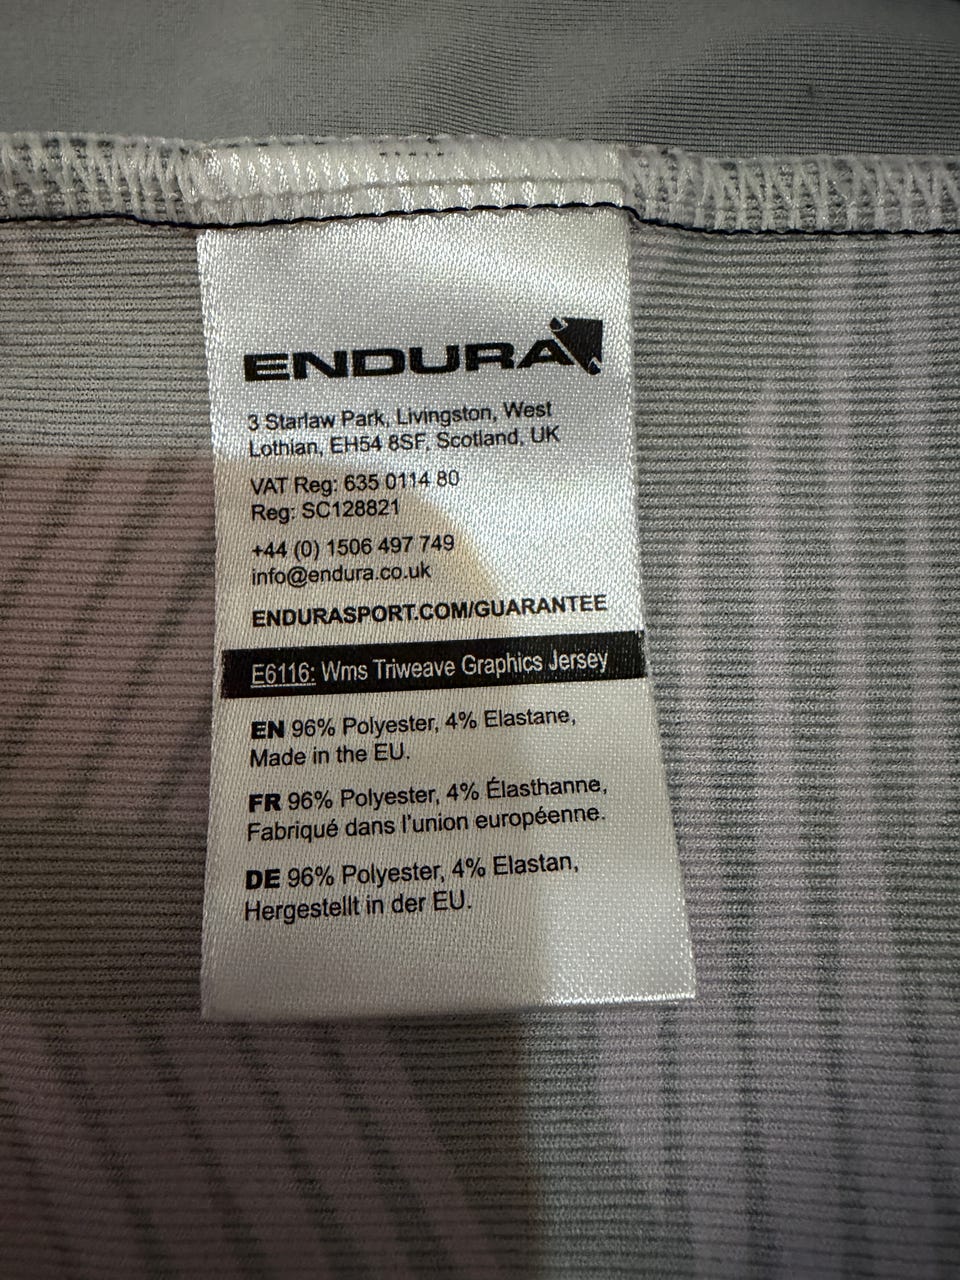 ENDURA
3 Starlaw Park, Livingston, West
Lothian, EH54 8SF, Scotland, UK
VAT Reg: 635 0114 80
Reg: SC128821
+44 (0) 1506 497 749
info@endura.co.uk
ENDURASPORT.COM/GUARANTEE
E6116: Wms Triweave Graphics Jersey
EN 96% Polyester, 4% Elastane,
Made in the EU.
FR 96% Polyester, 4% Élasthanne,
Fabriqué dans l'union européenne.
DE 96% Polyester, 4% Elastan,
Hergestellt in der EU.